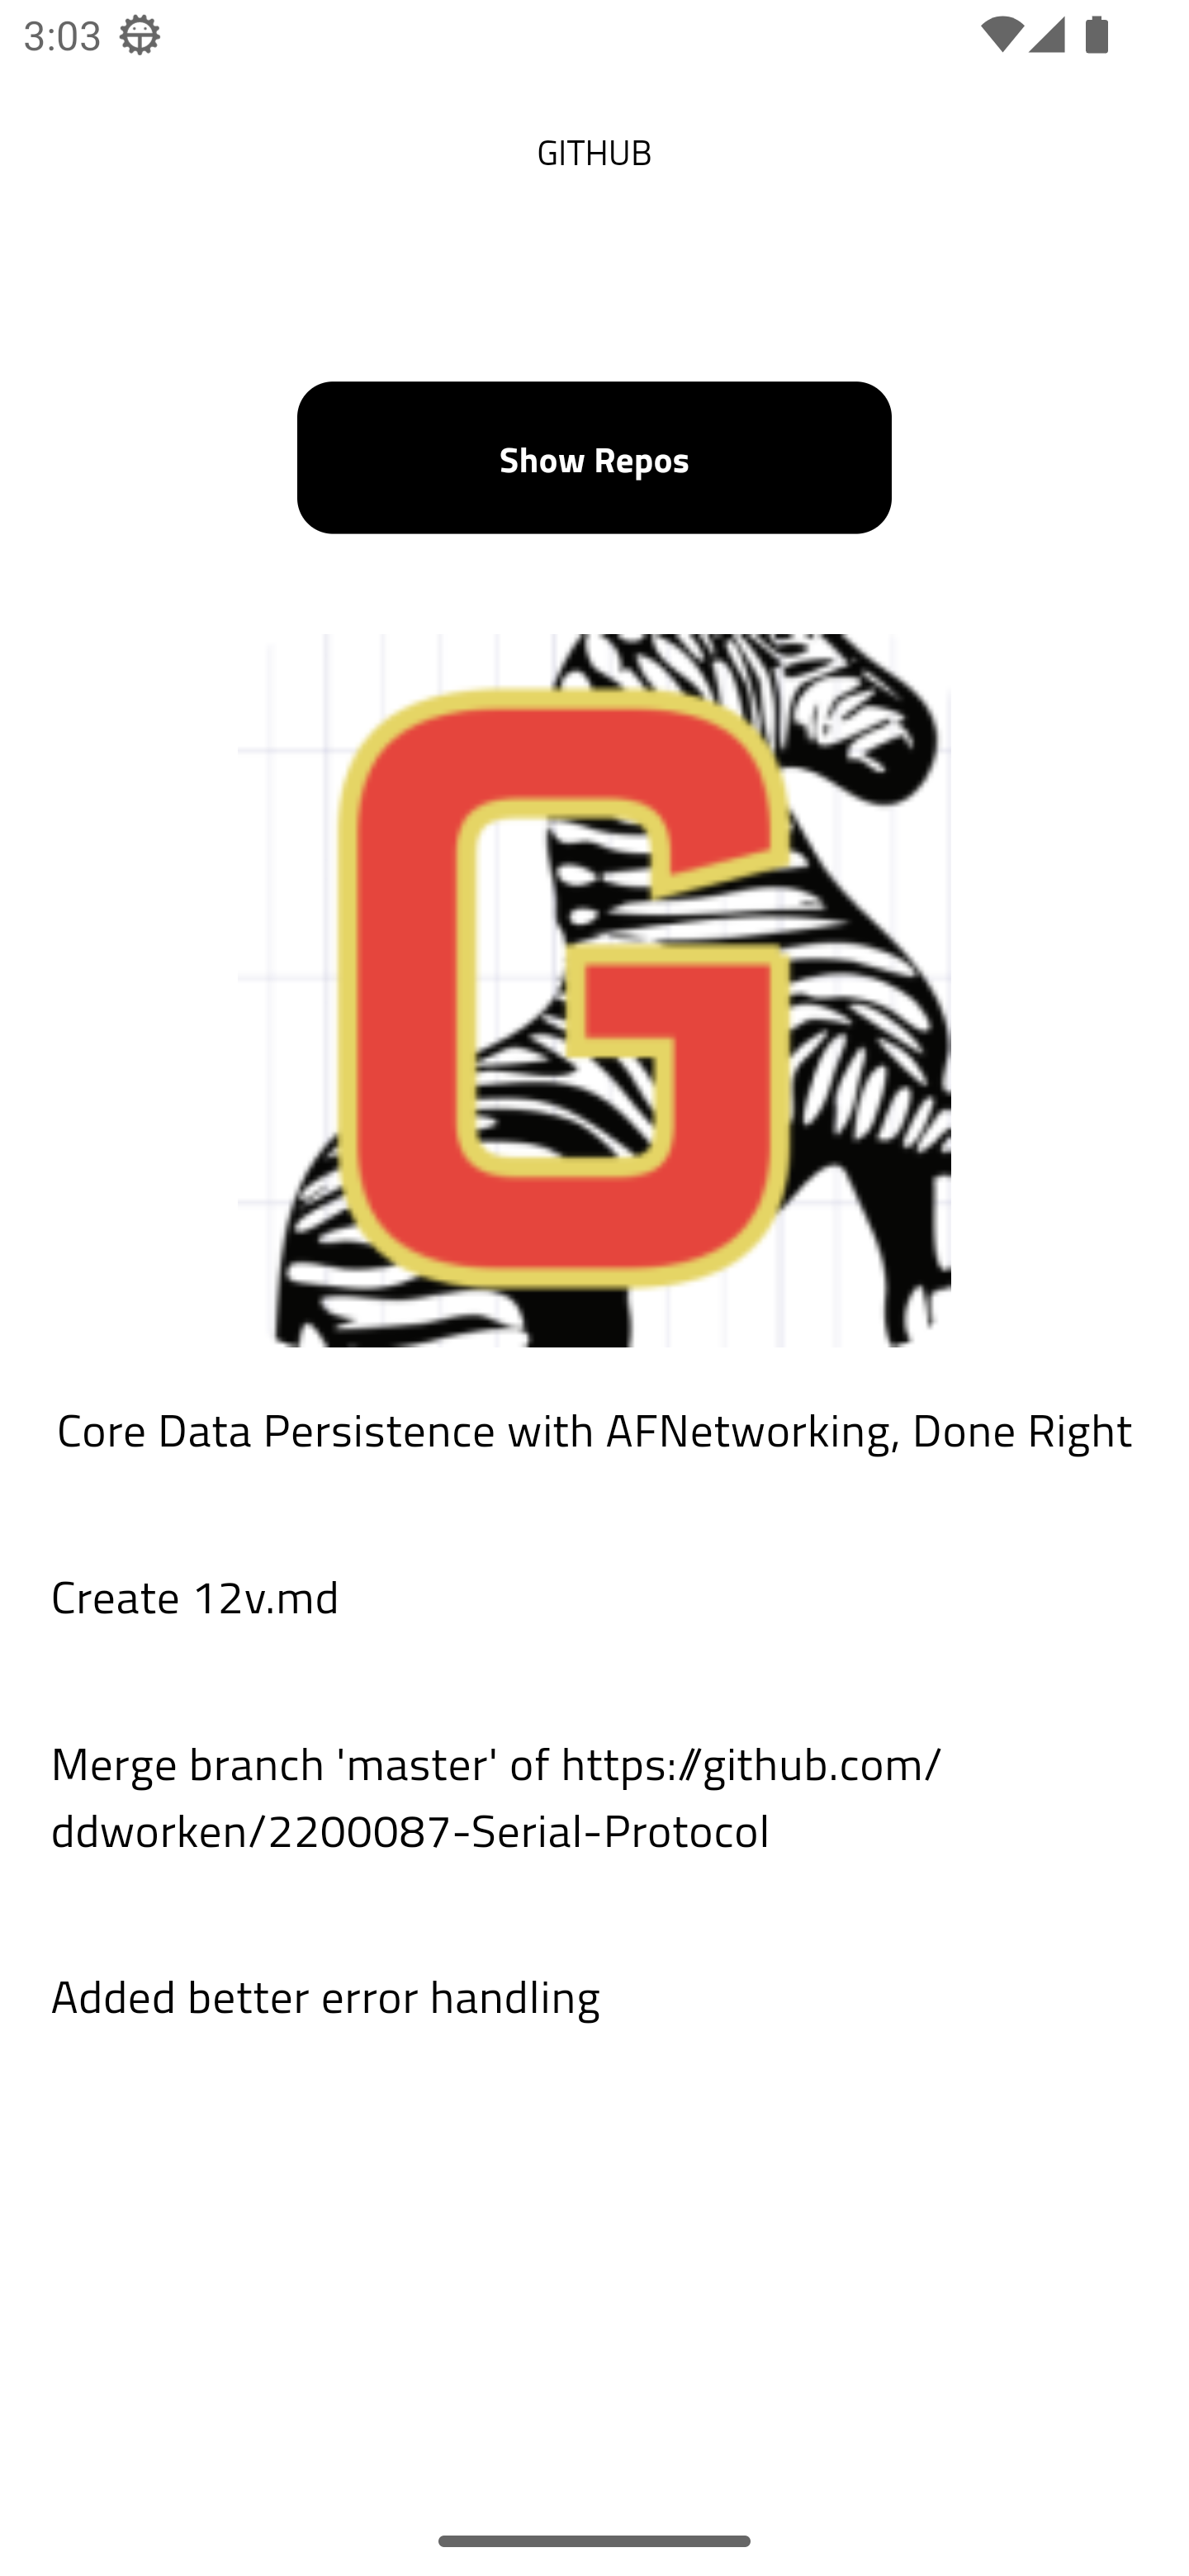 3:03
GITHUB
Show Repos
G
Core Data Persistence with AFNetworking, Done Right
Create 12v.md
Merge branch 'master' of https://github.com/
ddworken/2200087-Serial-Protocol
Added better error handling